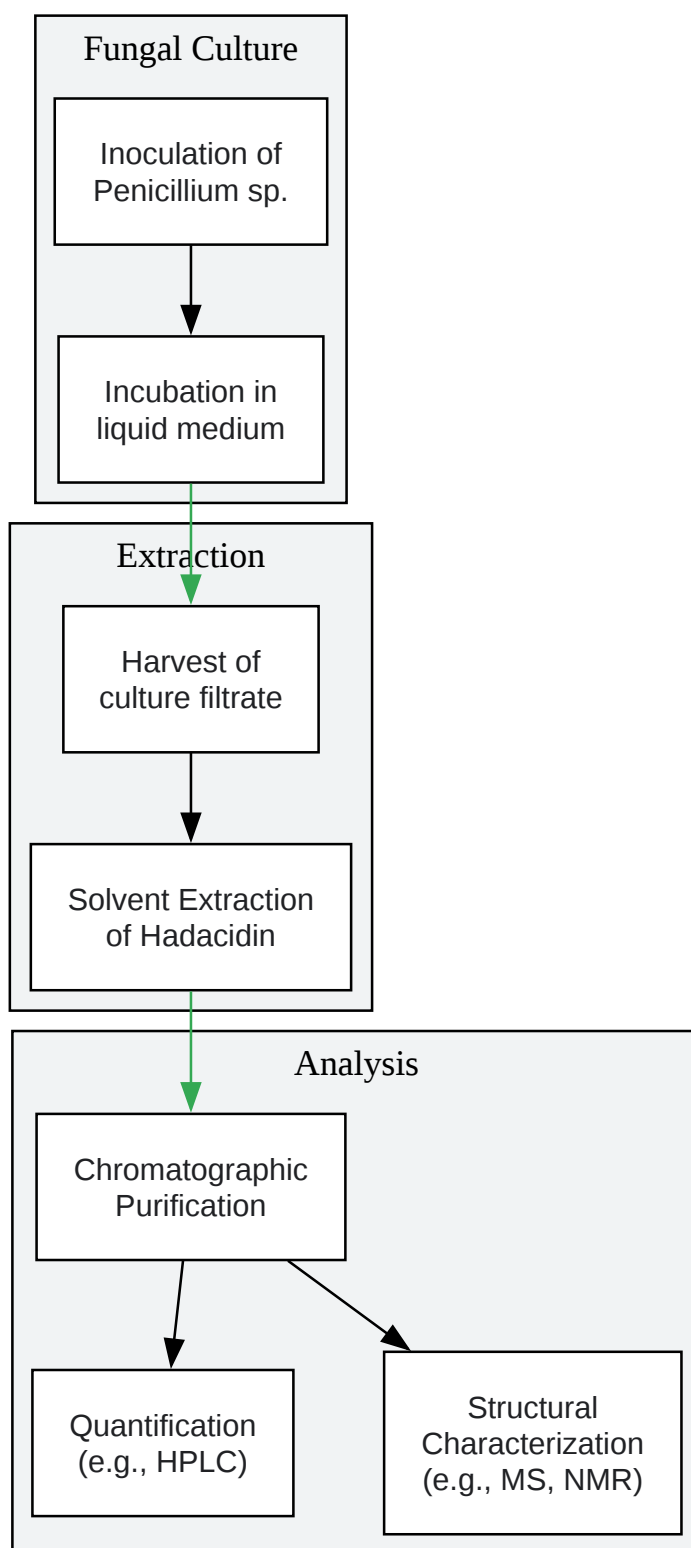 Fungal Culture
Inoculation of
Penicillium sp.
Incubation in
liquid medium
Extraction
Harvest of
culture filtrate
Solvent Extraction
of Hadacidin
Analysis
Chromatographic
Purification
Quantification
(e.g., HPLC)
Structural
Characterization
(e.g., MS, NMR)